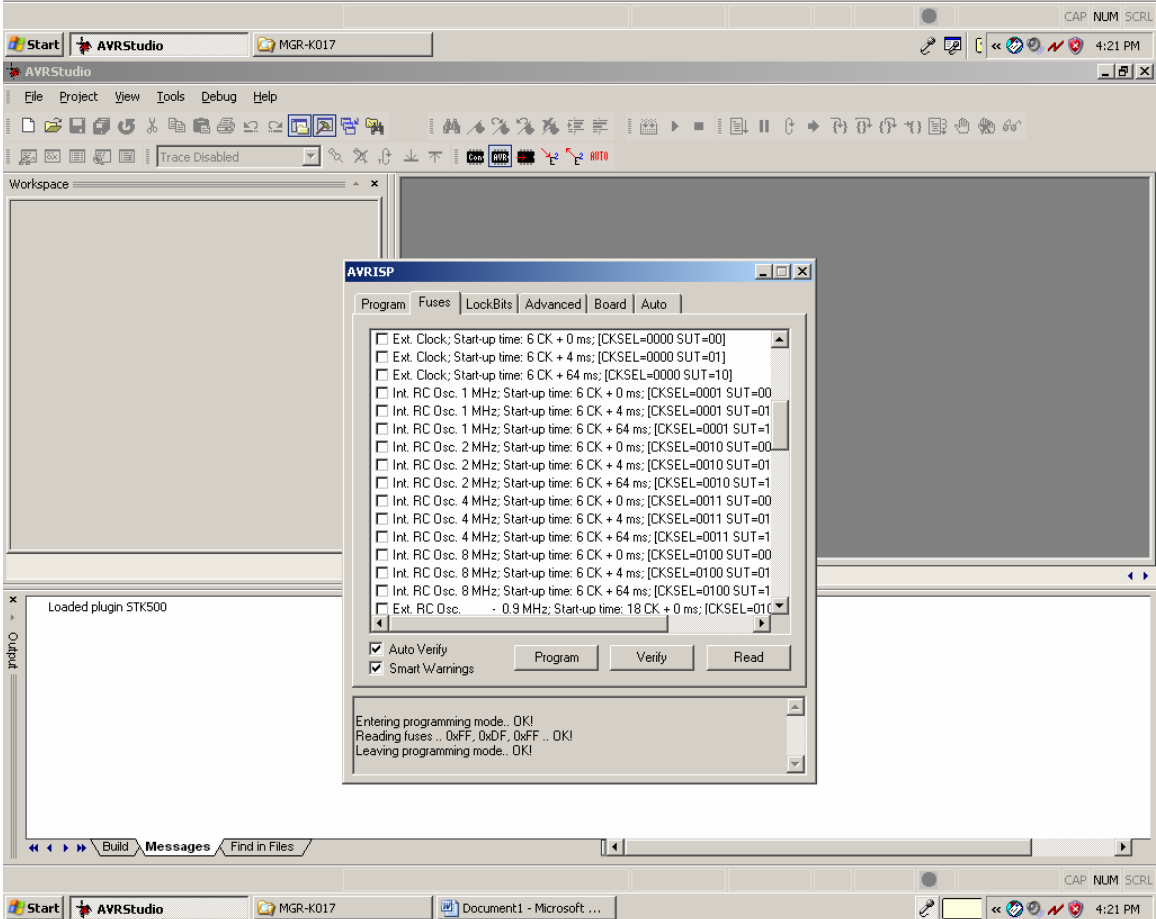 CAP NUM SCRL
Start AVRStudio MGR-K017 4:21 PM
AVRStudio
File Project View Tools Debug Help
Trace Disabled Con AVR AUTO
Workspace
AVRISP
Program Fuses LockBits Advanced Board Auto
Ext. Clock; Start-up time: 6 CK + 0 ms; [CKSEL=0000 SUT=00]
Ext. Clock; Start-up time: 6 CK + 4 ms; [CKSEL=0000 SUT=01]
Ext. Clock; Start-up time: 6 CK + 64 ms; [CKSEL=0000 SUT=10]
Int. RC Osc. 1 MHz; Start-up time: 6 CK + 0 ms; [CKSEL=0001 SUT=00
Int. RC Osc. 1 MHz; Start-up time: 6 CK + 4 ms; [CKSEL=0001 SUT=01
Int. RC Osc. 1 MHz; Start-up time: 6 CK + 64 ms; [CKSEL=0001 SUT=1
Int. RC Osc. 2 MHz; Start-up time: 6 CK + 0 ms; [CKSEL=0010 SUT=00
Int. RC Osc. 2 MHz; Start-up time: 6 CK + 4 ms; [CKSEL=0010 SUT=01
Int. RC Osc. 2 MHz; Start-up time: 6 CK + 64 ms; [CKSEL=0010 SUT=1
Int. RC Osc. 4 MHz; Start-up time: 6 CK + 0 ms; [CKSEL=0011 SUT=00
Int. RC Osc. 4 MHz; Start-up time: 6 CK + 4 ms; [CKSEL=0011 SUT=01
Int. RC Osc. 4 MHz; Start-up time: 6 CK + 64 ms; [CKSEL=0011 SUT=1
Int. RC Osc. 8 MHz; Start-up time: 6 CK + 0 ms; [CKSEL=0100 SUT=00
Int. RC Osc. 8 MHz; Start-up time: 6 CK + 4 ms; [CKSEL=0100 SUT=01
Int. RC Osc. 8 MHz; Start-up time: 6 CK + 64 ms; [CKSEL=0100 SUT=1
Ext. RC Osc. - 0.9 MHz; Start-up time: 18 CK + 0 ms; [CKSEL=010
Auto Verify
Smart Warnings
Program Verify Read
Entering programming mode.. OK!
Reading fuses .. 0xFF, 0xDF, 0xFF .. OK!
Leaving programming mode.. OK!
Loaded plugin STK500
Output
Build Messages Find in Files
CAP NUM SCRL
Start AVRStudio MGR-K017 Document1 - Microsoft ... 4:21 PM